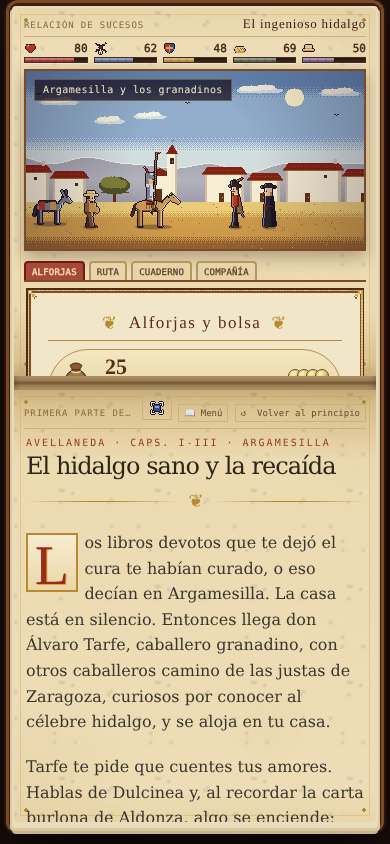 RELACIÓN DE SUCESOS
El ingenioso hidalgo
80 62 48 69 50
Argamesilla y los granadinos
ALFORJAS RUTA CUADERNO COMPAÑÍA
Alforjas y bolsa
25
PRIMERA PARTE DE…
Menú
↺ Volver al principio
AVELLANEDA · CAPS. I-III · ARGAMESILLA
El hidalgo sano y la recaída
Los libros devotos que te dejó el
cura te habían curado, o eso
decían en Argamesilla. La casa
está en silencio. Entonces llega don
Álvaro Tarfe, caballero granadino, con
otros caballeros camino de las justas de
Zaragoza, curiosos por conocer al
célebre hidalgo, y se aloja en tu casa.
Tarfe te pide que cuentes tus amores.
Hablas de Dulcinea y, al recordar la carta
burlona de Aldonza, algo se enciende: